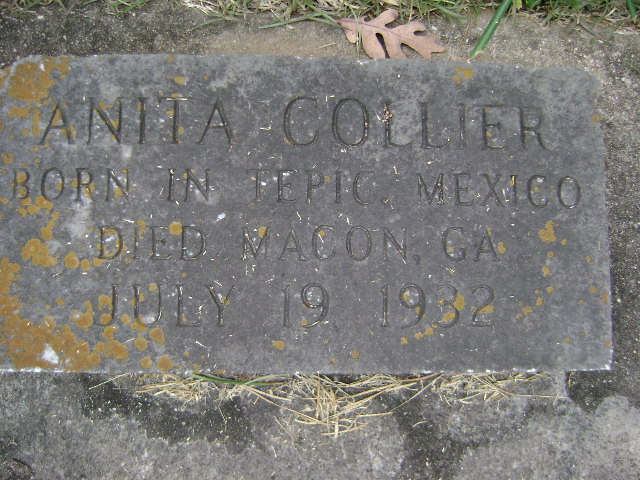 ANITA COLLIER
BORN IN TEPIC, MEXICO
DIED MACON, GA
JULY 19 1932